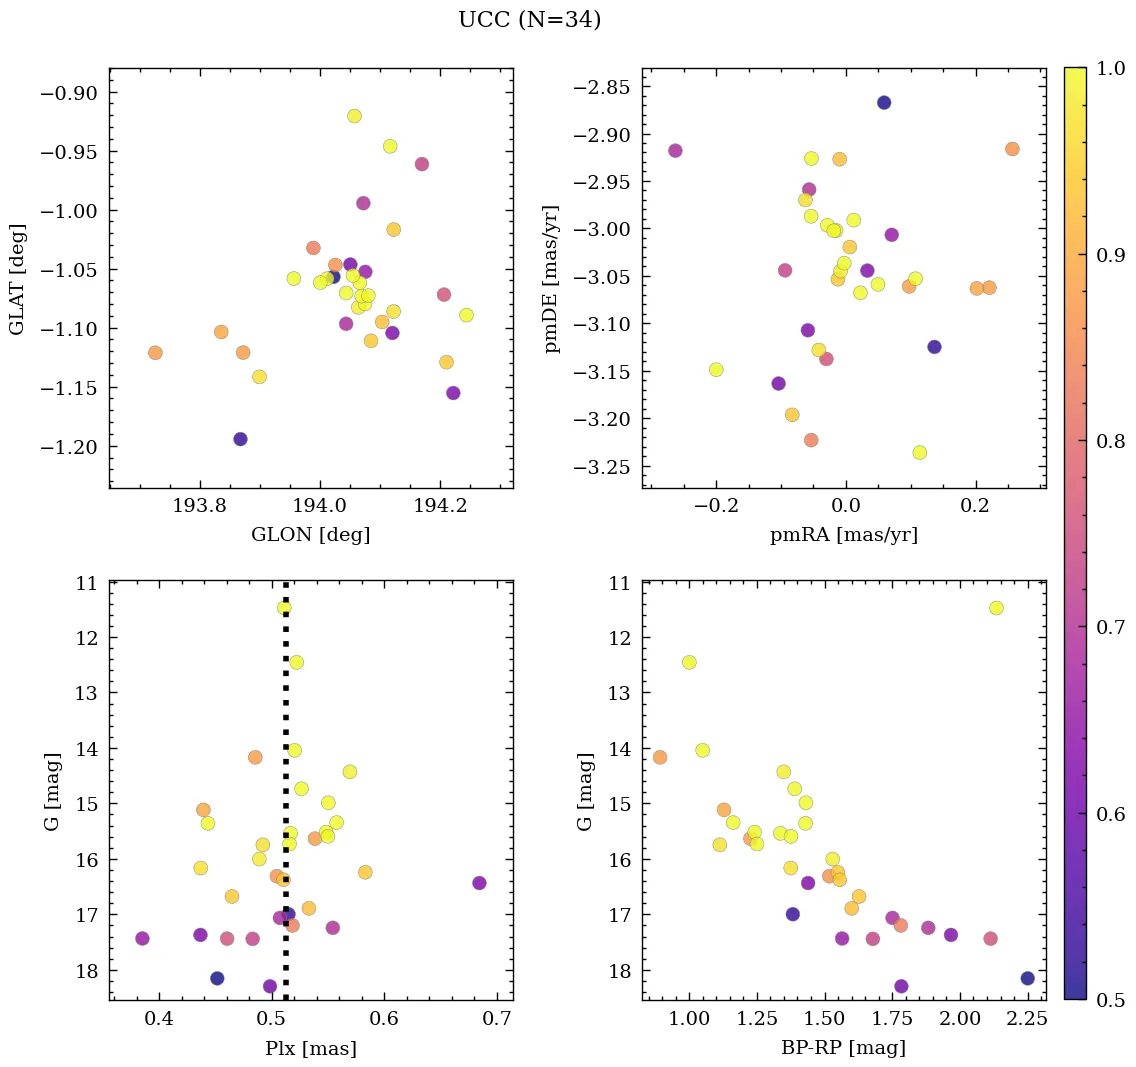 UCC (N=34)
−0.90
−0.95
−1.00
−1.05
−1.10
−1.15
−1.20
GLAT [deg]
193.8 194.0 194.2
GLON [deg]
−2.85
−2.90
−2.95
−3.00
−3.05
−3.10
−3.15
−3.20
−3.25
pmDE [mas/yr]
−0.2 0.0 0.2
pmRA [mas/yr]
11
12
13
14
15
16
17
18
G [mag]
0.4 0.5 0.6 0.7
Plx [mas]
11
12
13
14
15
16
17
18
G [mag]
1.00 1.25 1.50 1.75 2.00 2.25
BP-RP [mag]
1.0
0.9
0.8
0.7
0.6
0.5